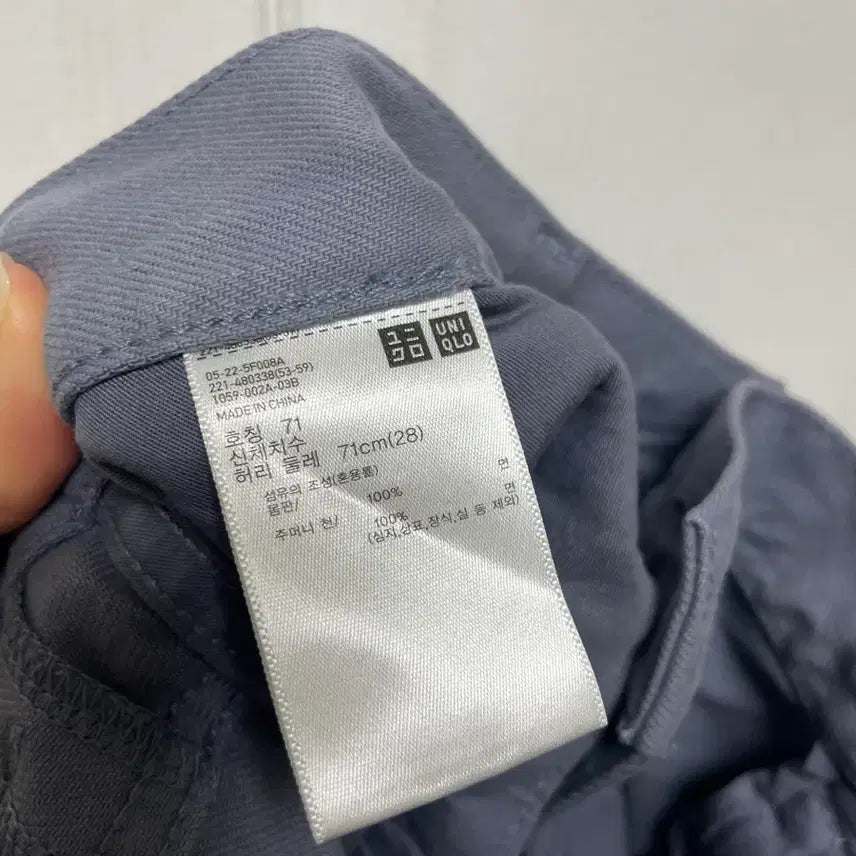 ユニクロ
UNIQLO
05-22-5F008A
221-480338(53-59)
1059-002A-03B
MADE IN CHINA
호칭 71
신체치수
허리 둘레 71cm(28)
섬유의 조성(혼용률)
몸판/ 100% 면
주머니 천/ 100% 면
(심지,상표,장식,실 등 제외)